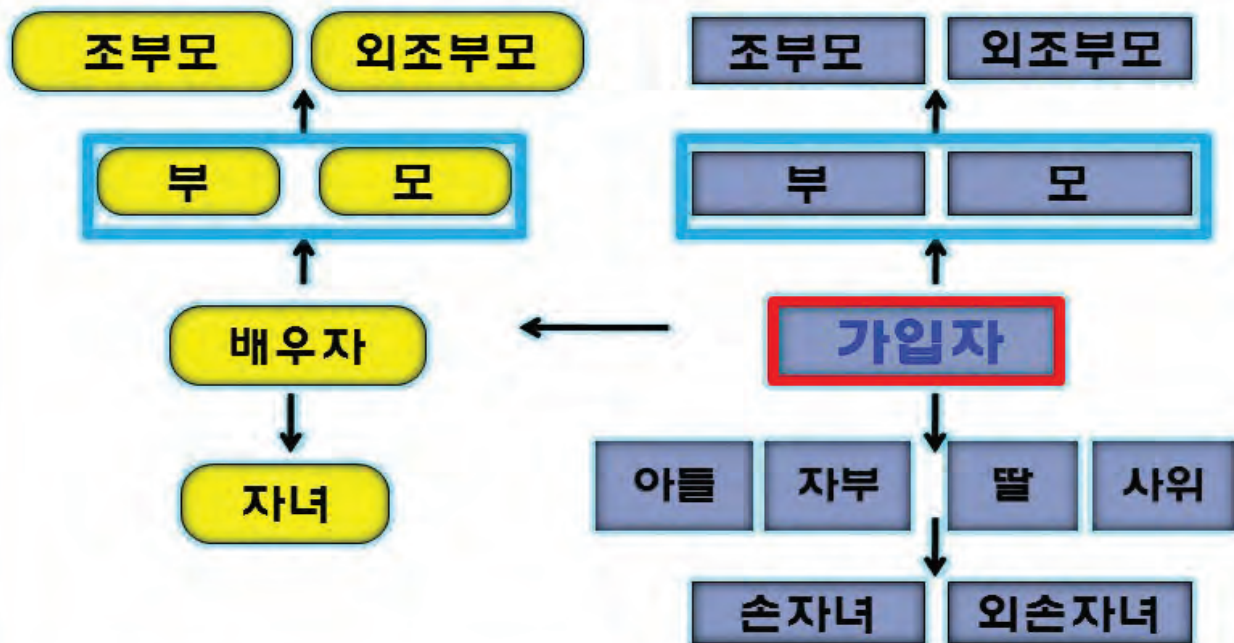 조부모 외조부모 조부모 외조부모
부 모 부 모
배우자 가입자
아들 자부 딸 사위
자녀
손자녀 외손자녀